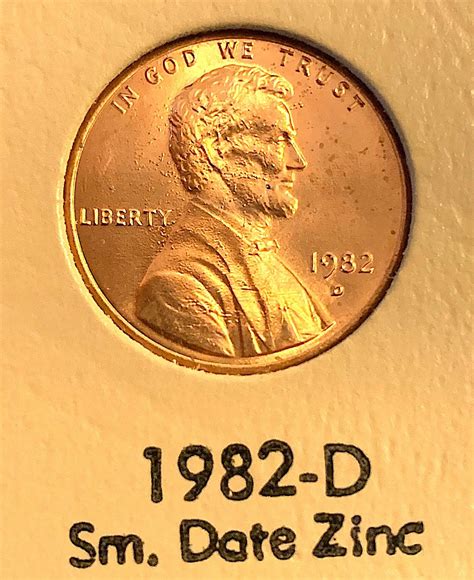 IN GOD WE TRUST
LIBERTY
1982
D
1982-D
Sm. Date Zinc